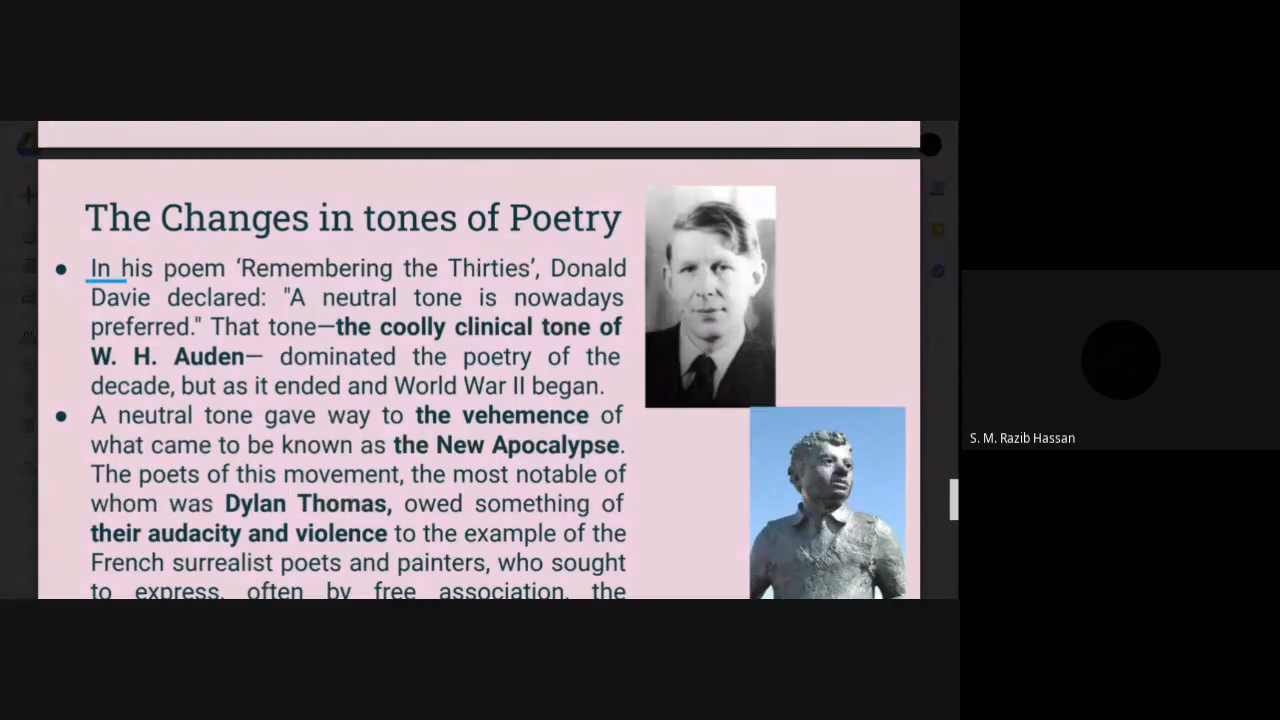 The Changes in tones of Poetry
● In his poem ‘Remembering the Thirties’, Donald
Davie declared: "A neutral tone is nowadays
preferred." That tone—the coolly clinical tone of
W. H. Auden— dominated the poetry of the
decade, but as it ended and World War II began.
● A neutral tone gave way to the vehemence of
what came to be known as the New Apocalypse.
The poets of this movement, the most notable of
whom was Dylan Thomas, owed something of
their audacity and violence to the example of the
French surrealist poets and painters, who sought
to express, often by free association, the
S. M. Razib Hassan